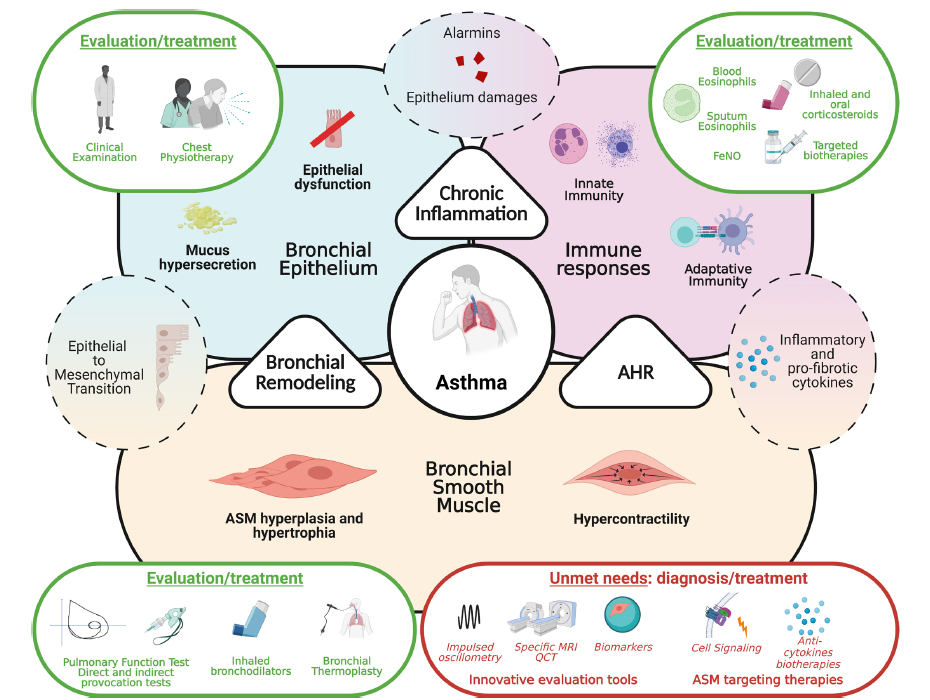 Evaluation/treatment
Clinical
Examination
Chest
Physiotherapy
Alarmins
Epithelium damages
Evaluation/treatment
Blood
Eosinophils
Sputum
Eosinophils
FeNO
Inhaled and
oral
corticosteroids
Targeted
biotherapies
Epithelial
dysfunction
Mucus
hypersecretion
Bronchial
Epithelium
Chronic
Inflammation
Innate
Immunity
Immune
responses
Adaptative
Immunity
Epithelial
to
Mesenchymal
Transition
Bronchial
Remodeling
Asthma
AHR
Inflammatory
and
pro-fibrotic
cytokines
ASM hyperplasia and
hypertrophia
Bronchial
Smooth
Muscle
Hypercontractility
Evaluation/treatment
Pulmonary Function Test
Direct and indirect
provocation tests
Inhaled
bronchodilators
Bronchial
Thermoplasty
Unmet needs: diagnosis/treatment
Impulsed
oscillometry
Specific MRI
QCT
Biomarkers
Innovative evaluation tools
Cell Signaling
Anti-
cytokines
biotherapies
ASM targeting therapies